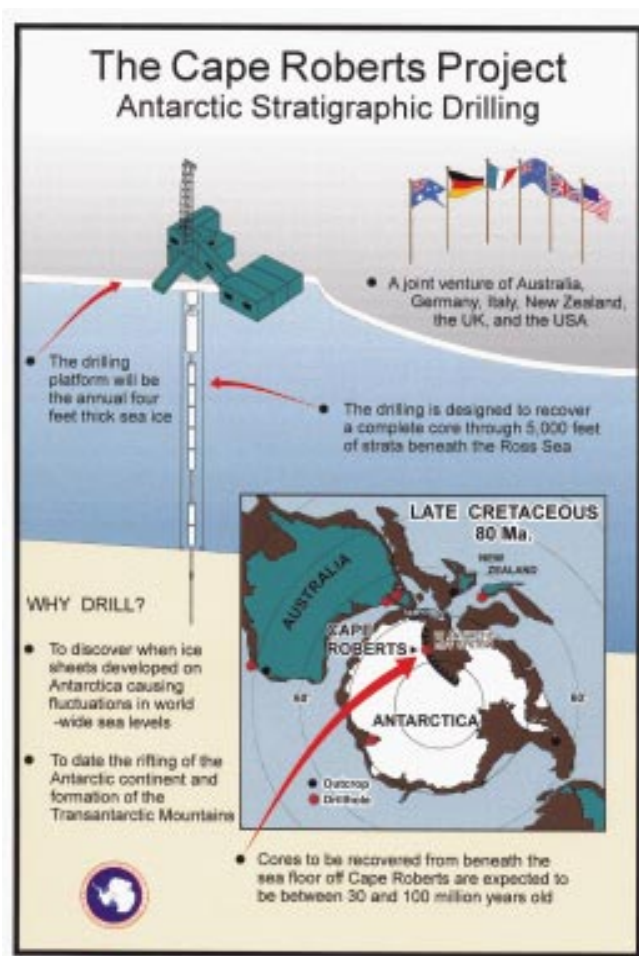 The Cape Roberts Project
Antarctic Stratigraphic Drilling
• A joint venture of Australia,
Germany, Italy, New Zealand,
the UK, and the USA
• The drilling
platform will be
the annual four
feet thick sea ice
• The drilling is designed to recover
a complete core through 5,000 feet
of strata beneath the Ross Sea
LATE CRETACEOUS
80 Ma.
NEW
ZEALAND
AUSTRALIA
CAPE
ROBERTS
ANTARCTICA
60°
60°
Outcrop
Drillhole
WHY DRILL?
• To discover when ice
sheets developed on
Antarctica causing
fluctuations in world
-wide sea levels
• To date the rifting of the
Antarctic continent and
formation of the
Transantarctic Mountains
• Cores to be recovered from beneath the
sea floor off Cape Roberts are expected to
be between 30 and 100 million years old